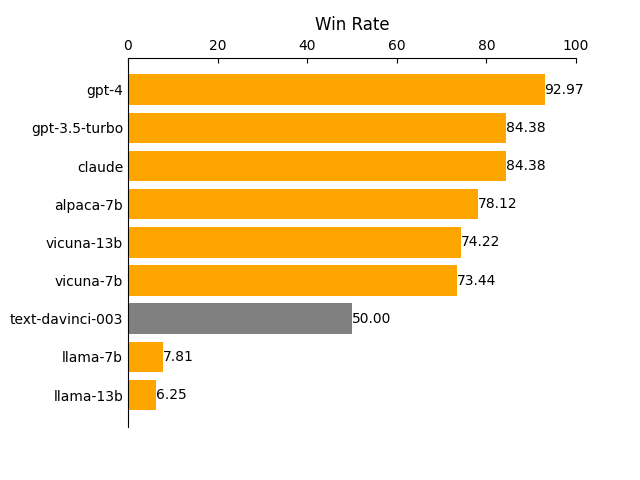 Win Rate
0 20 40 60 80 100
gpt-4 92.97
gpt-3.5-turbo 84.38
claude 84.38
alpaca-7b 78.12
vicuna-13b 74.22
vicuna-7b 73.44
text-davinci-003 50.00
llama-7b 7.81
llama-13b 6.25